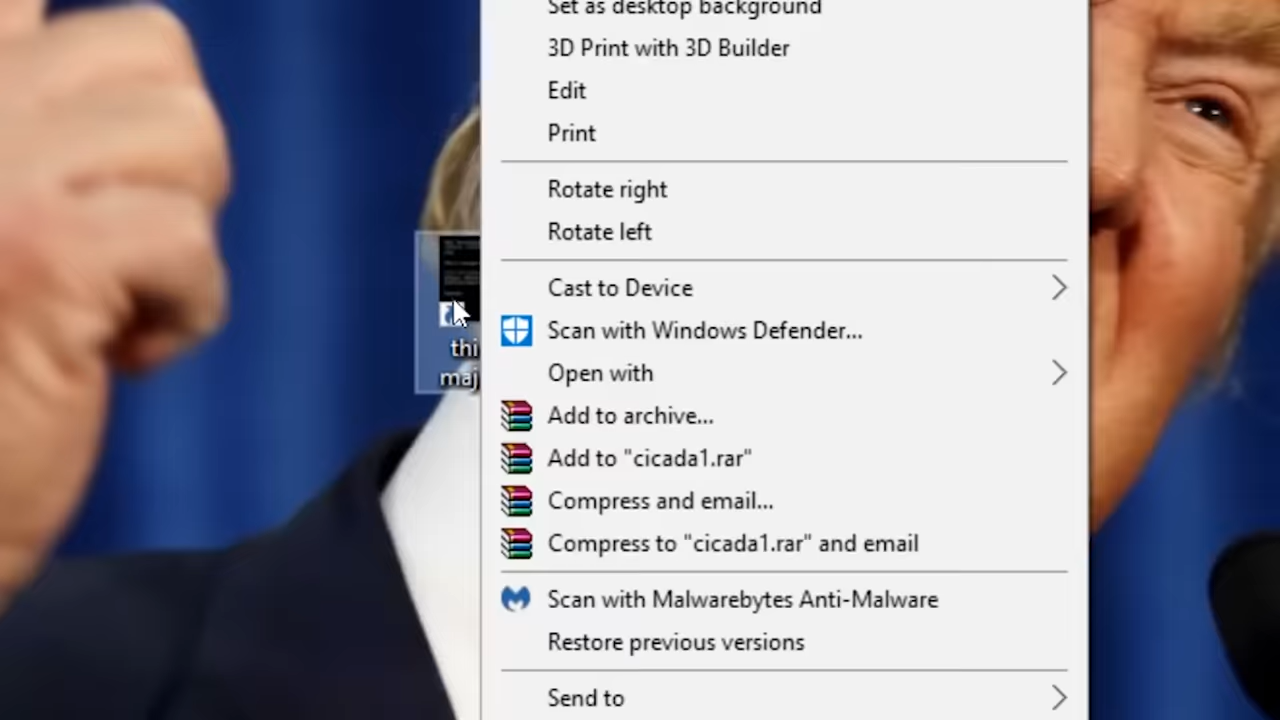 Set as desktop background
3D Print with 3D Builder
Edit
Print
Rotate right
Rotate left
Cast to Device
Scan with Windows Defender...
Open with
Add to archive...
Add to "cicada1.rar"
Compress and email...
Compress to "cicada1.rar" and email
Scan with Malwarebytes Anti-Malware
Restore previous versions
Send to
thi
maj